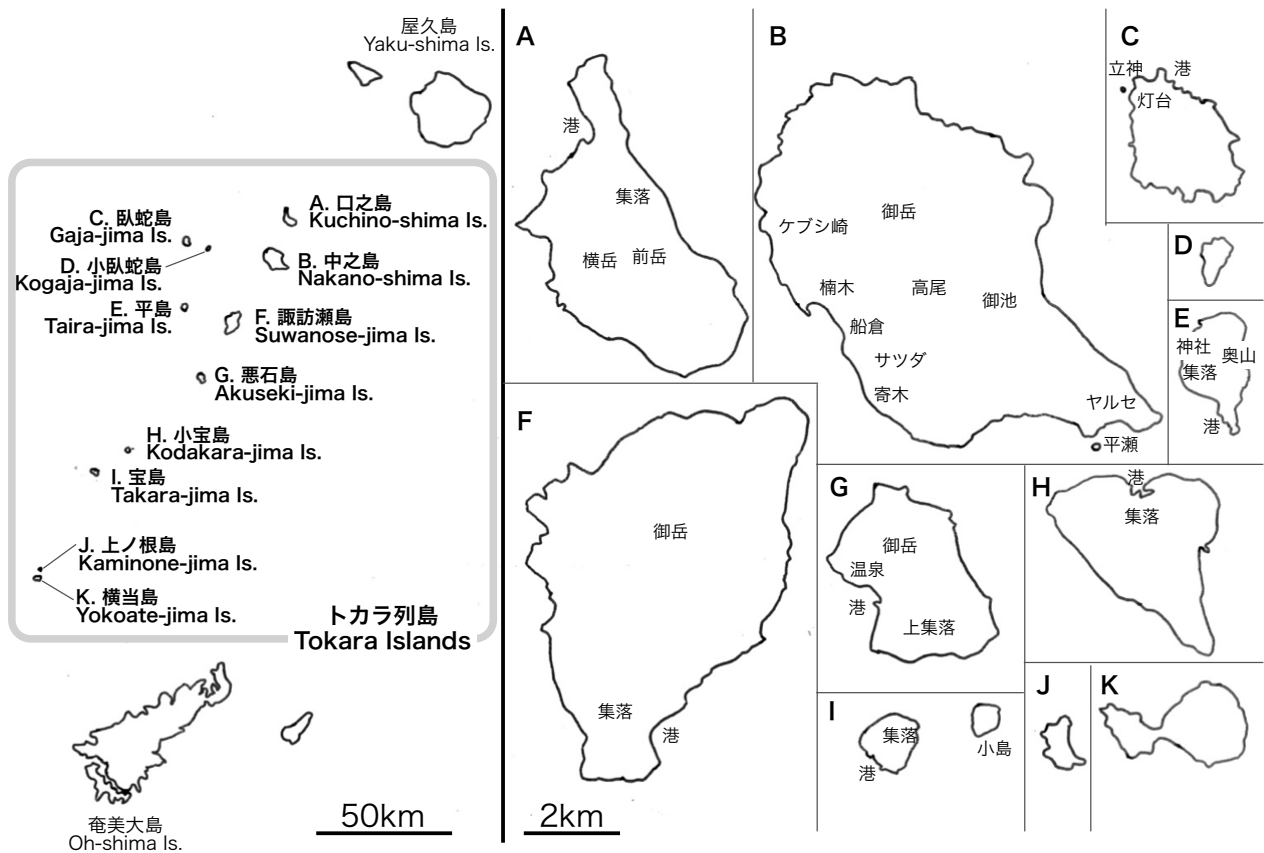 屋久島
Yaku-shima Is.
A. 口之島
Kuchino-shima Is.
C. 臥蛇島
Gaja-jima Is.
B. 中之島
Nakano-shima Is.
D. 小臥蛇島
Kogaja-jima Is.
E. 平島
Taira-jima Is.
F. 諏訪瀬島
Suwanose-jima Is.
G. 悪石島
Akuseki-jima Is.
H. 小宝島
Kodakara-jima Is.
I. 宝島
Takara-jima Is.
J. 上ノ根島
Kaminone-jima Is.
K. 横当島
Yokoate-jima Is.
トカラ列島
Tokara Islands
奄美大島
Oh-shima Is.
50km
A
港
集落
横岳
前岳
B
御岳
ケブシ崎
楠木
高尾
御池
船倉
サツダ
寄木
ヤルセ
平瀬
C
立神
港
灯台
D
E
神社
奥山
集落
港
F
御岳
集落
港
2km
G
御岳
温泉
港
上集落
H
港
集落
I
集落
港
小島
J
K